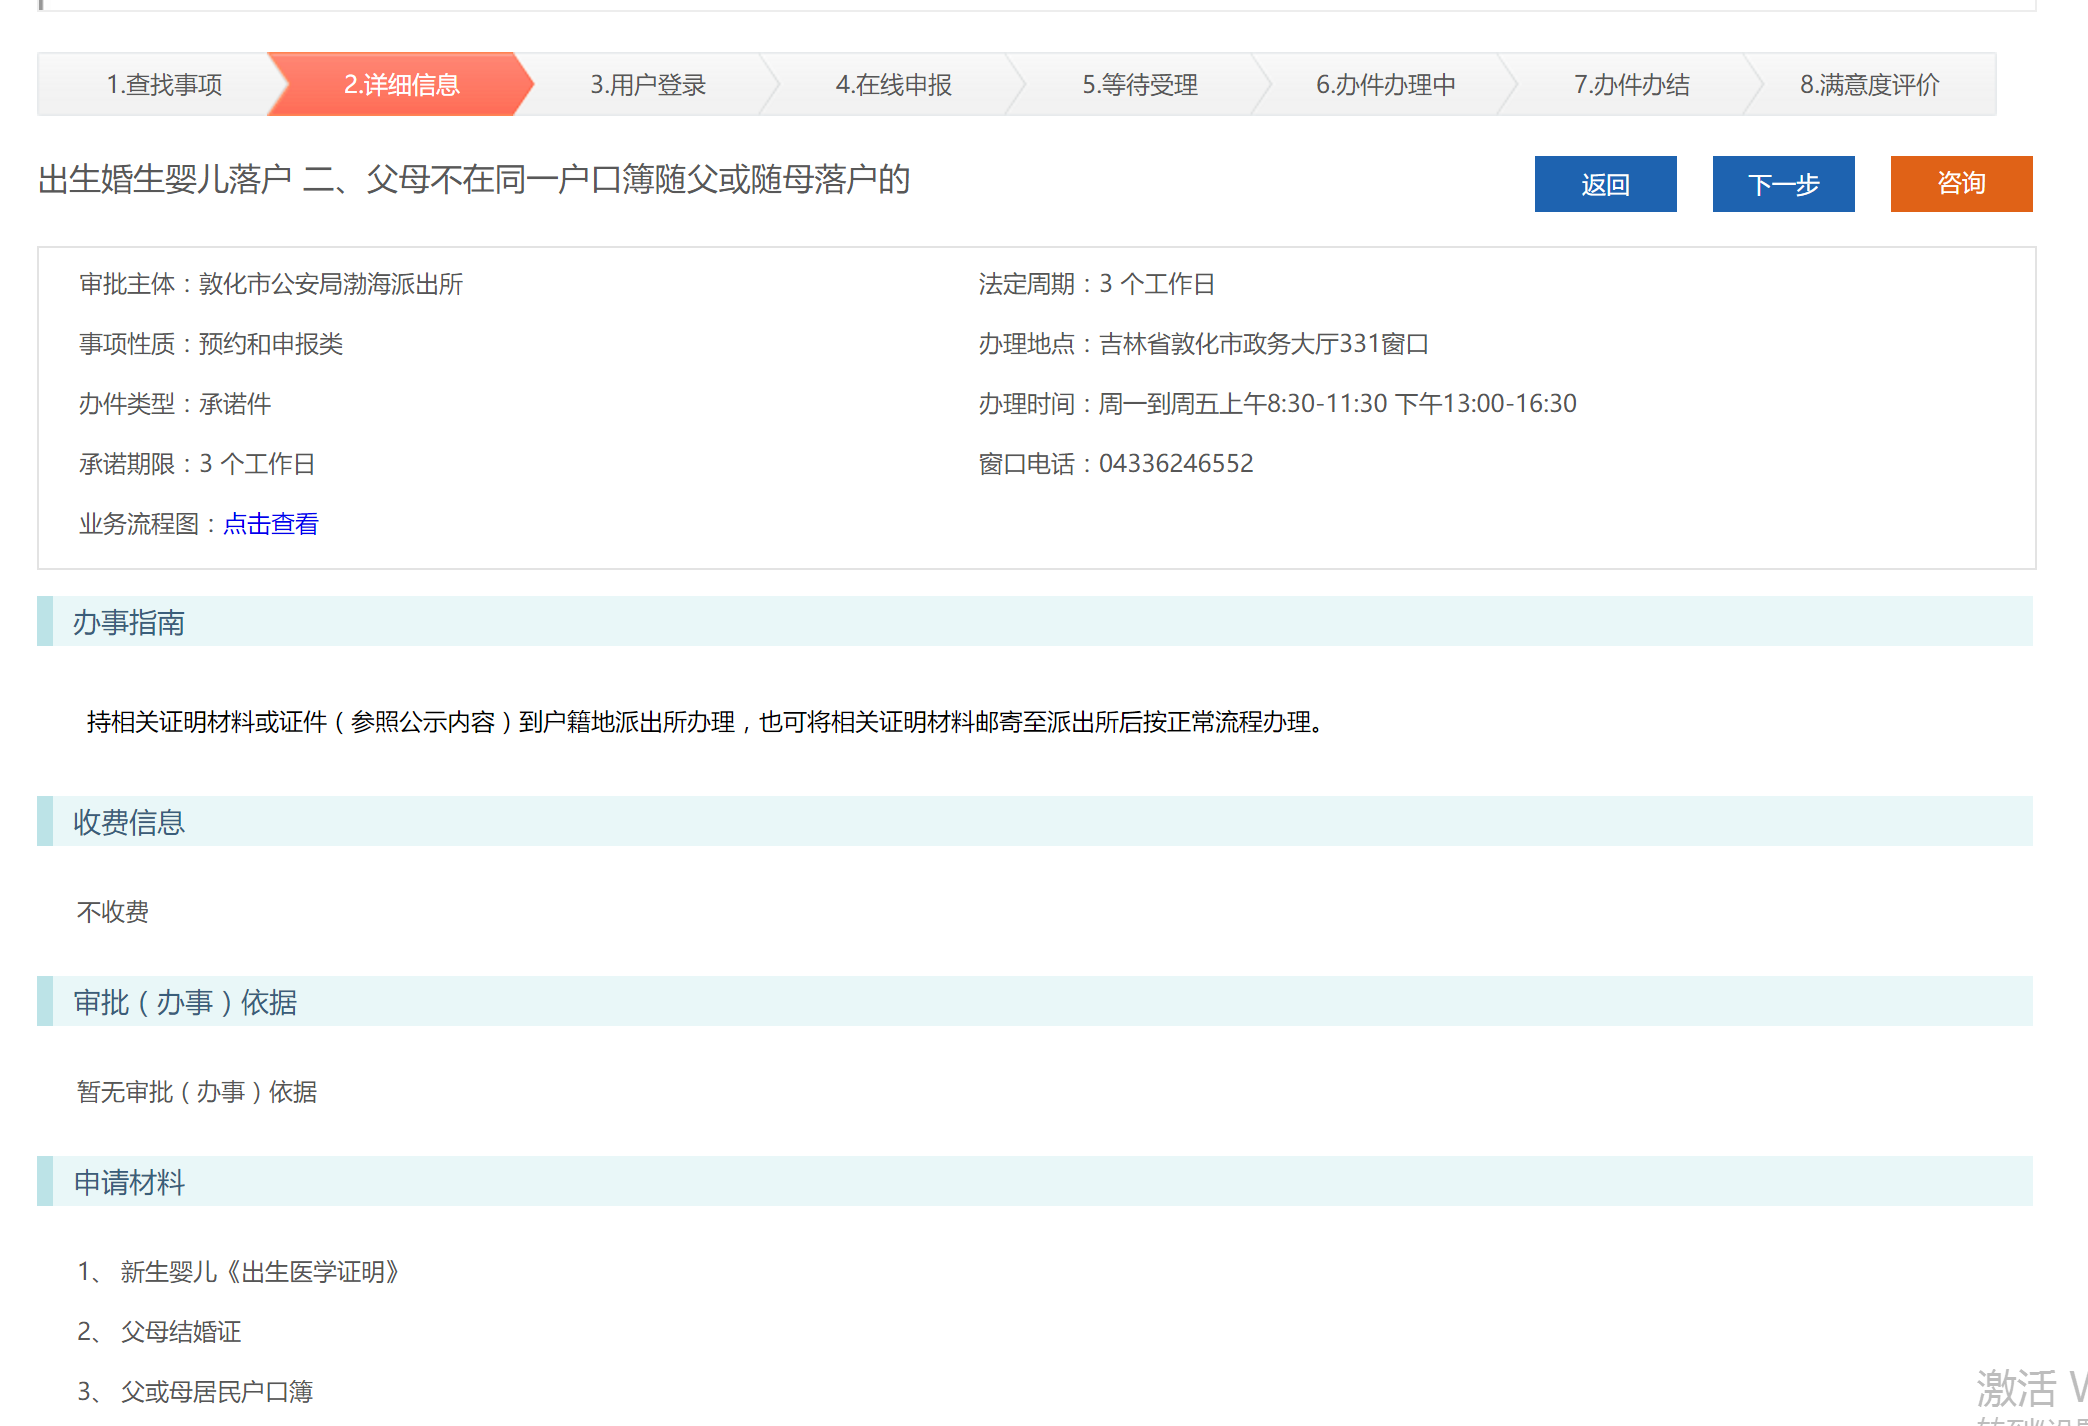 1.查找事项 2.详细信息 3.用户登录 4.在线申报 5.等待受理 6.办件办理中 7.办件办结 8.满意度评价
出生婚生婴儿落户 二、父母不在同一户口簿随父或随母落户的
返回 下一步 咨询
审批主体：敦化市公安局渤海派出所 法定周期：3 个工作日
事项性质：预约和申报类 办理地点：吉林省敦化市政务大厅331窗口
办件类型：承诺件 办理时间：周一到周五上午8:30-11:30 下午13:00-16:30
承诺期限：3 个工作日 窗口电话：04336246552
业务流程图：点击查看
办事指南
持相关证明材料或证件（参照公示内容）到户籍地派出所办理，也可将相关证明材料邮寄至派出所后按正常流程办理。
收费信息
不收费
审批（办事）依据
暂无审批（办事）依据
申请材料
1、 新生婴儿《出生医学证明》
2、 父母结婚证
3、 父或母居民户口簿
激活 W